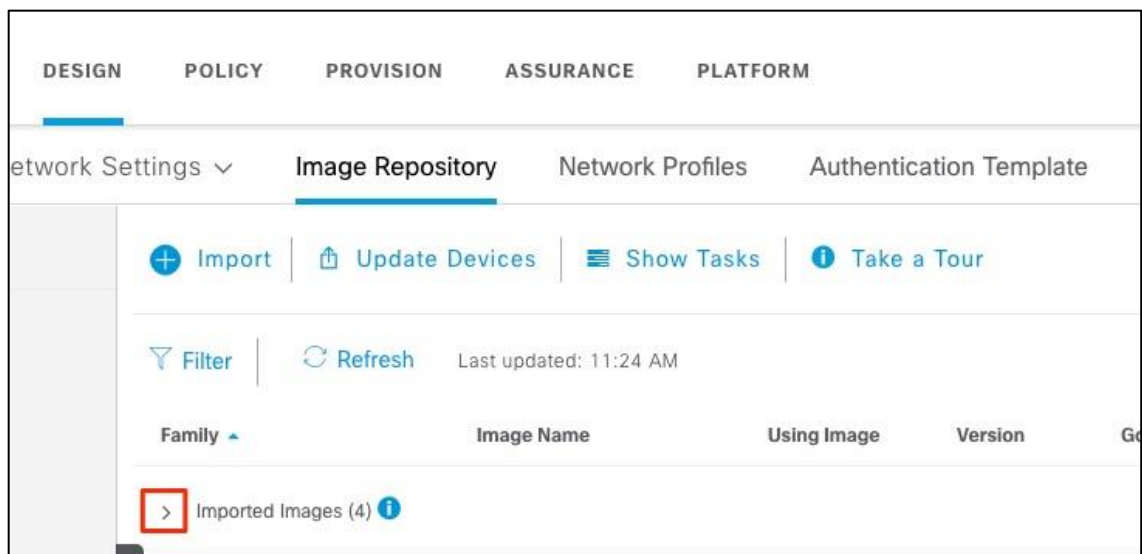 DESIGN POLICY PROVISION ASSURANCE PLATFORM
etwork Settings Image Repository Network Profiles Authentication Template
Import Update Devices Show Tasks Take a Tour
Filter Refresh Last updated: 11:24 AM
Family Image Name Using Image Version Go
Imported Images (4)